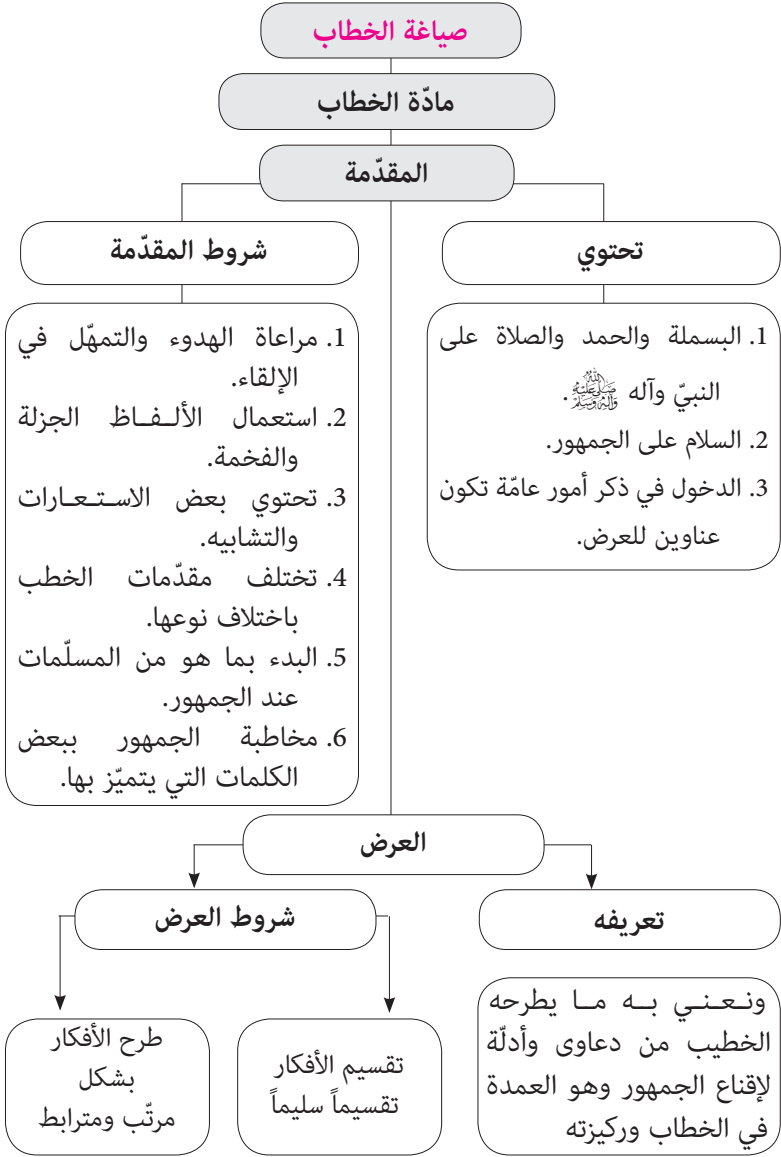 صياغة الخطاب
مادّة الخطاب
المقدّمة
تحتوي
1. البسملة والحمد والصلاة على
النبيّ وآله ﷺ.
2. السلام على الجمهور.
3. الدخول في ذكر أمور عامّة تكون
عناوين للعرض.
شروط المقدّمة
1. مراعاة الهدوء والتمهّل في
الإلقاء.
2. استعمال الألفاظ الجزلة
والفخمة.
3. تحتوي بعض الاستعارات
والتشابيه.
4. تختلف مقدّمات الخطب
باختلاف نوعها.
5. البدء بما هو من المسلّمات
عند الجمهور.
6. مخاطبة الجمهور ببعض
الكلمات التي يتميّز بها.
العرض
تعريفه
ونعني به ما يطرحه
الخطيب من دعاوى وأدلّة
لإقناع الجمهور وهو العمدة
في الخطاب وركيزته
شروط العرض
تقسيم الأفكار
تقسيماً سليماً
طرح الأفكار
بشكل
مرتّب ومترابط